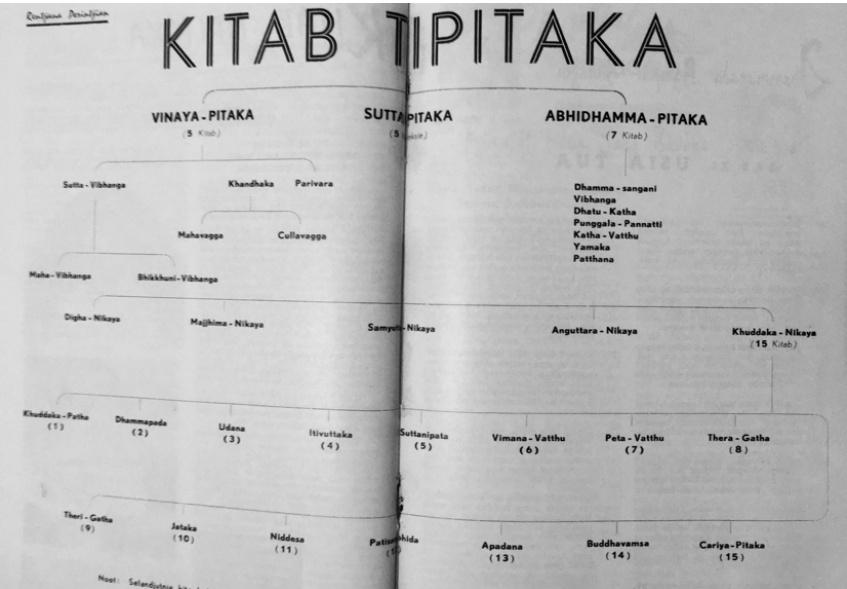 Rentjana Perintjian
KITAB TIPITAKA
VINAYA - PITAKA
(5 Kitab)
SUTTA PITAKA
(5
ABHIDHAMMA - PITAKA
(7 Kitab)
Sutta - Vibhanga
Khandhaka
Parivara
Mahavagga
Cullavagga
Maha - Vibhanga
Bhikkhuni - Vibhanga
Dhamma - sangani
Vibhanga
Dhatu - Katha
Punggala - Pannatti
Katha - Vatthu
Yamaka
Patthana
Digha - Nikaya
Majjhima - Nikaya
Nikaya
Anguttara - Nikaya
Khuddaka - Nikaya
(15 Kitab)
Khuddaka - Patha
(1)
Dhammapada
(2)
Udana
(3)
Itivuttaka
(4)
Suttanipata
(5)
Vimana - Vatthu
(6)
Peta - Vatthu
(7)
Thera - Gatha
(8)
Theri - Gatha
(9)
Jataka
(10)
Niddesa
(11)
Apadana
(13)
Buddhavamsa
(14)
Cariya - Pitaka
(15)
Noot : Selandjutnja